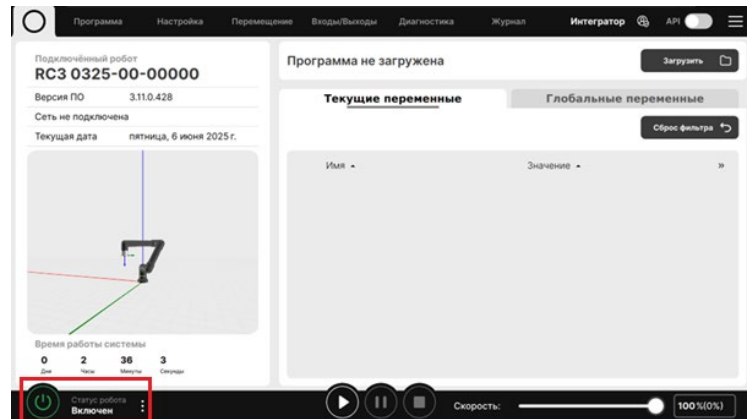 Программа Настройка Перемещение Входы/Выходы Диагностика Журнал Интегратор API
Подключённый робот
RC3 0325-00-00000
Версия ПО 3.11.0.428
Сеть не подключена
Текущая дата пятница, 6 июня 2025 г.
Программа не загружена Загрузить
Текущие переменные Глобальные переменные
Сброс фильтра
Имя Значение »
Время работы системы
0 2 36 3
Дни Часы Минуты Секунды
Статус робота
Включен
Скорость: 100%(0%)